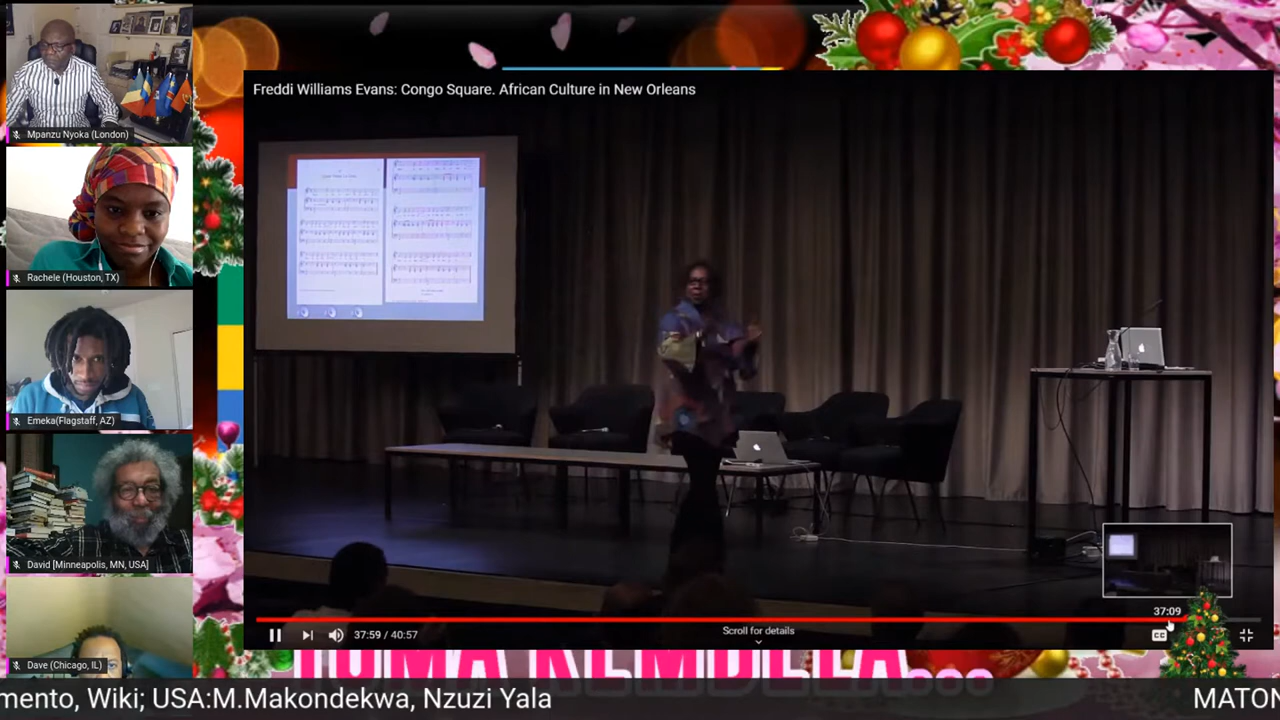 Mpanzu Nyoka (London)
Rachele (Houston, TX)
Emeka(Flagstaff, AZ)
David [Minneapolis, MN, USA]
Dave (Chicago, IL)
Freddi Williams Evans: Congo Square. African Culture in New Orleans
37:09
37:59 / 40:57
Scroll for details
CC
mento, Wiki; USA:M.Makondekwa, Nzuzi Yala
MATON